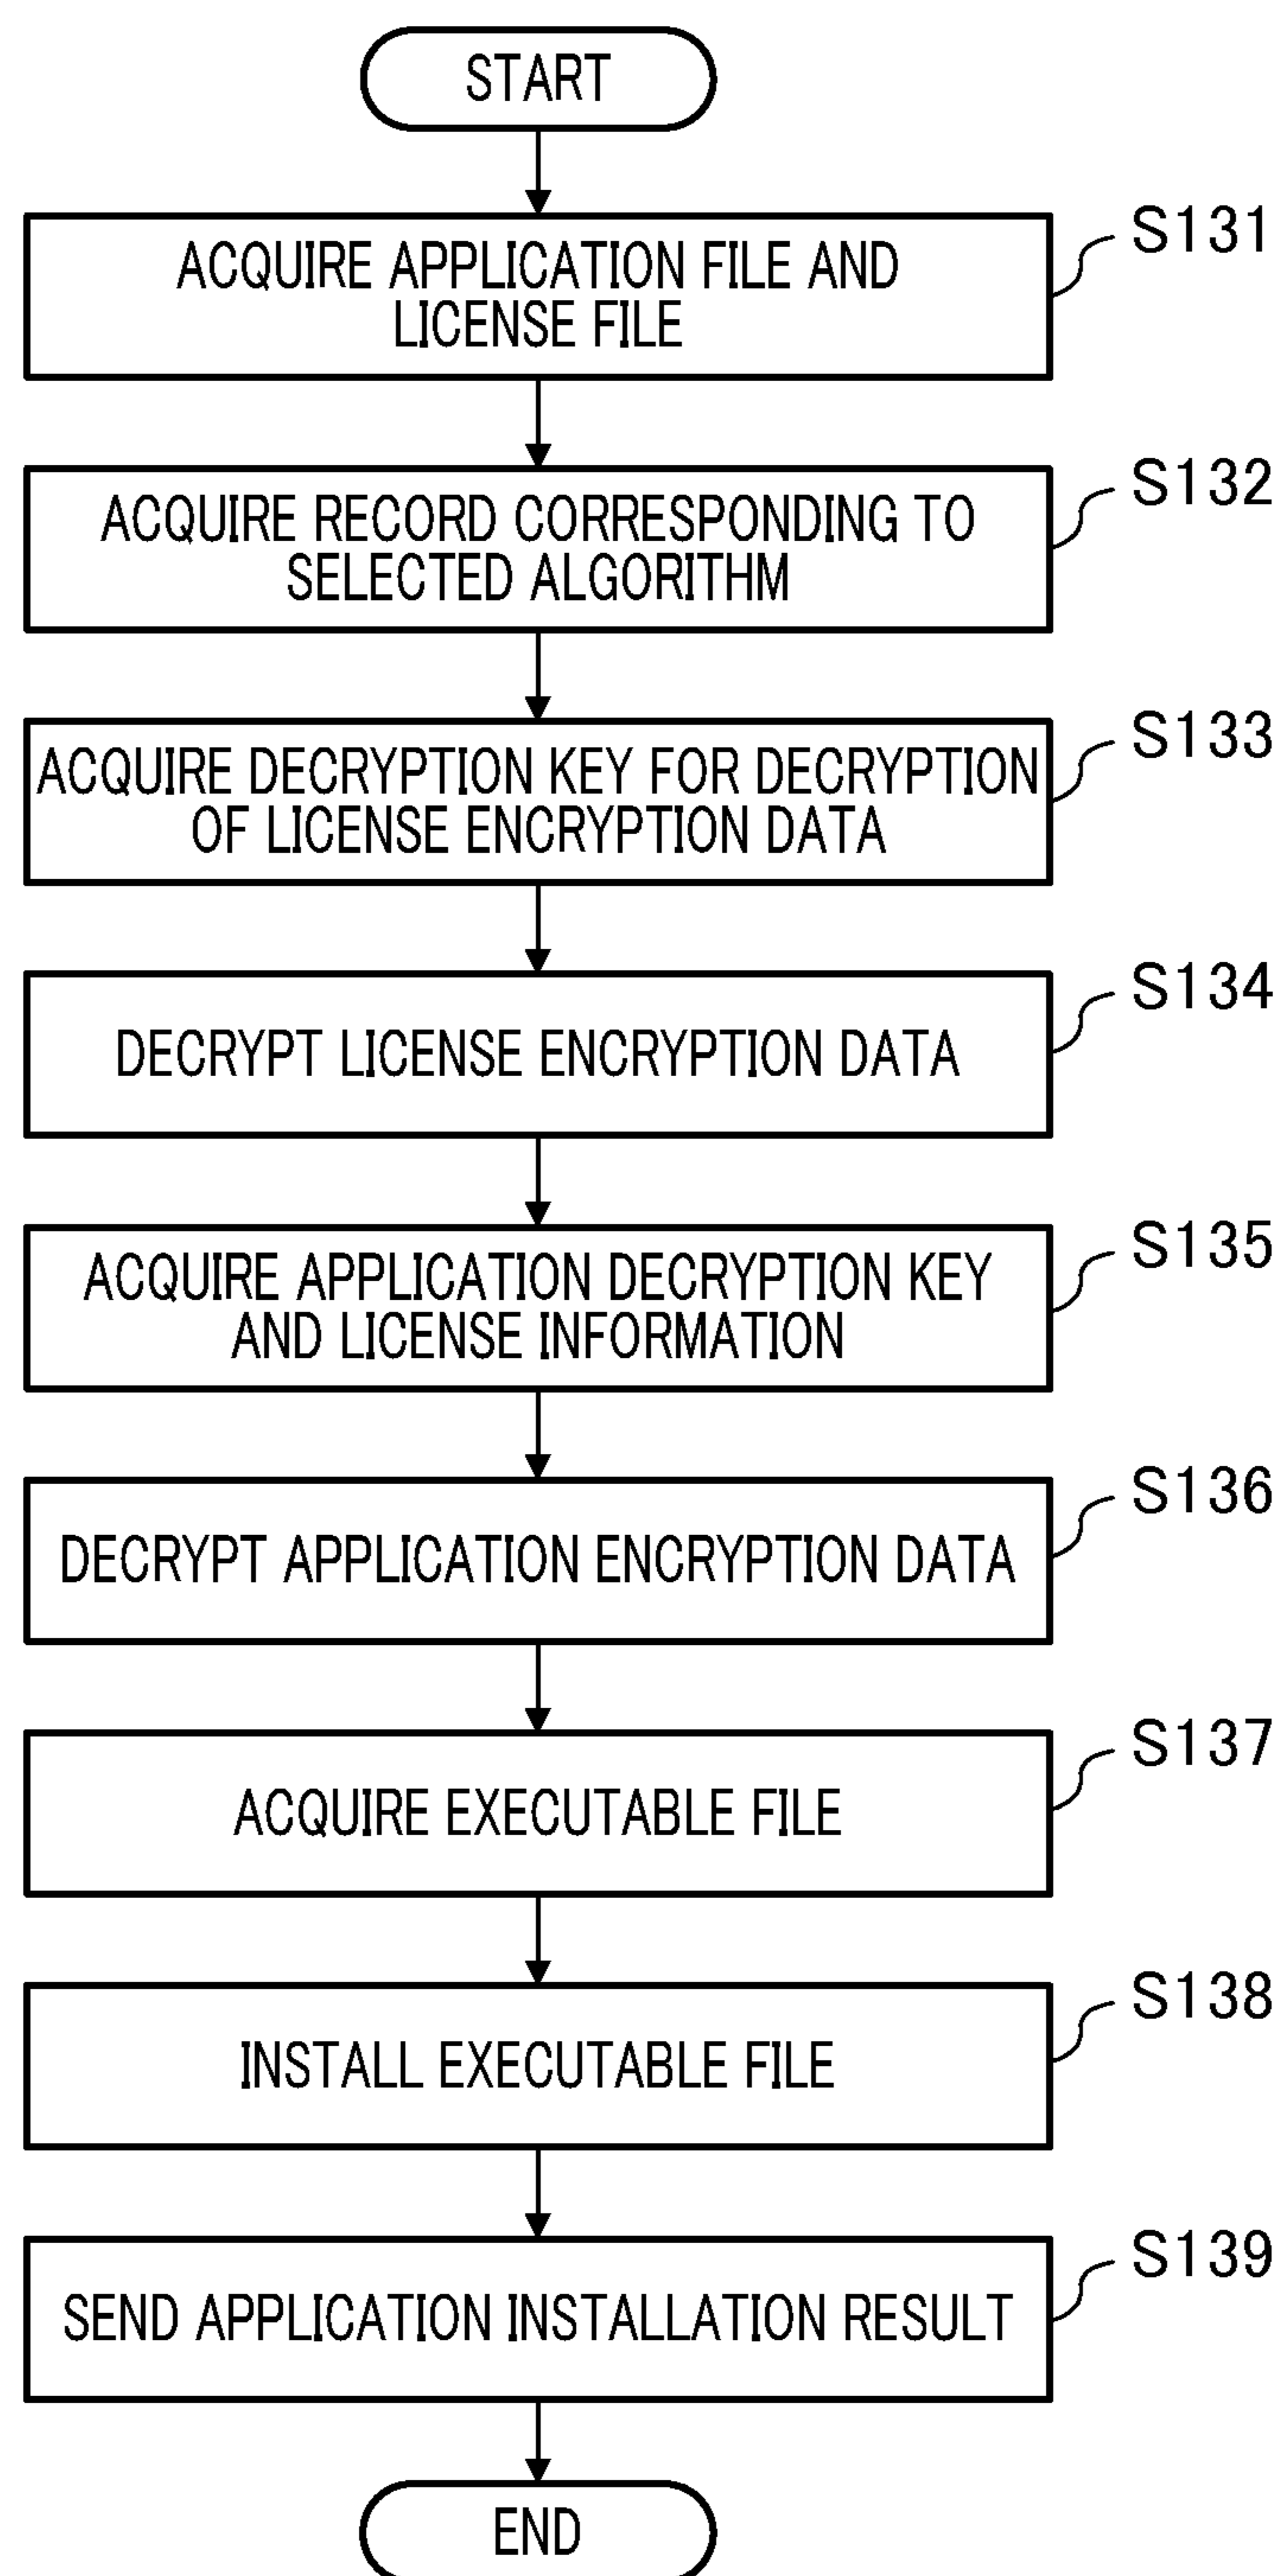 START
ACQUIRE APPLICATION FILE AND
LICENSE FILE
S131
ACQUIRE RECORD CORRESPONDING TO
SELECTED ALGORITHM
S132
ACQUIRE DECRYPTION KEY FOR DECRYPTION
OF LICENSE ENCRYPTION DATA
S133
DECRYPT LICENSE ENCRYPTION DATA
S134
ACQUIRE APPLICATION DECRYPTION KEY
AND LICENSE INFORMATION
S135
DECRYPT APPLICATION ENCRYPTION DATA
S136
ACQUIRE EXECUTABLE FILE
S137
INSTALL EXECUTABLE FILE
S138
SEND APPLICATION INSTALLATION RESULT
S139
END